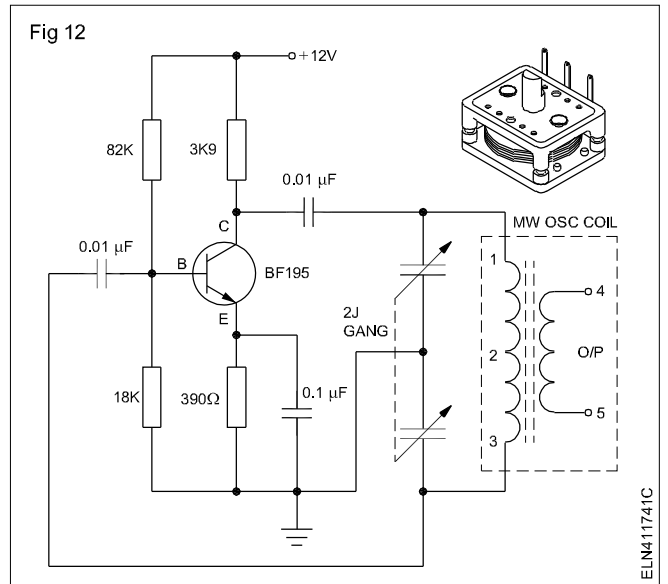 Fig 12
+12V
82K
3K9
0.01 µF
C
MW OSC COIL
0.01 µF
B
BF195
1
4
2J
GANG
2
O/P
E
18K
390Ω
0.1 µF
5
3
ELN411741C